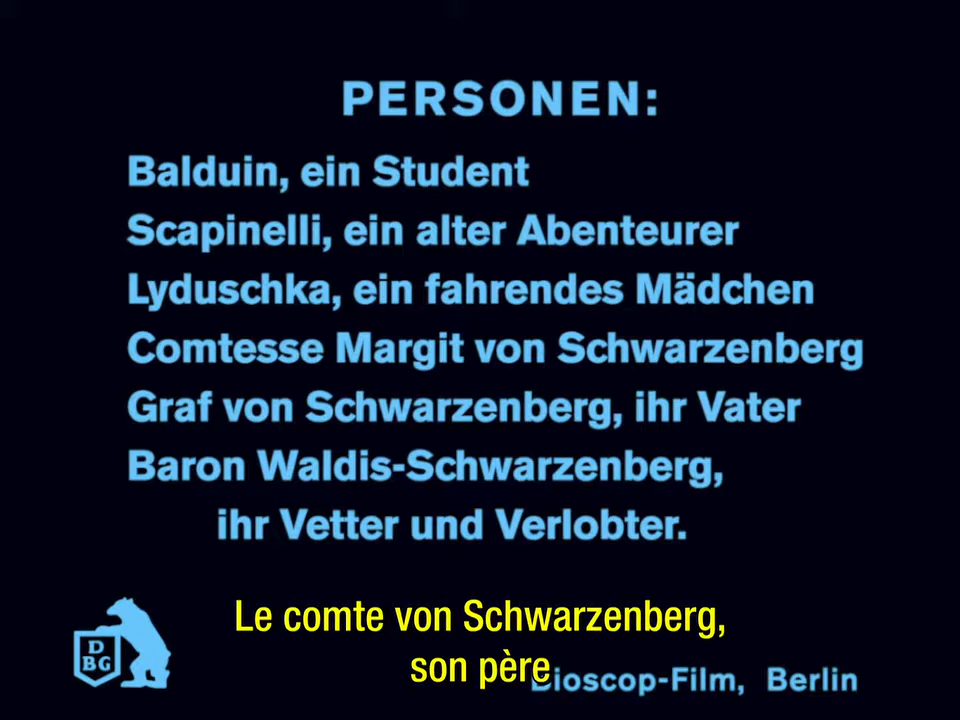 PERSONEN:
Balduin, ein Student
Scapinelli, ein alter Abenteurer
Lyduschka, ein fahrendes Mädchen
Comtesse Margit von Schwarzenberg
Graf von Schwarzenberg, ihr Vater
Baron Waldis-Schwarzenberg,
ihr Vetter und Verlobter.
Le comte von Schwarzenberg,
son père
D
BG
Bioscop-Film, Berlin